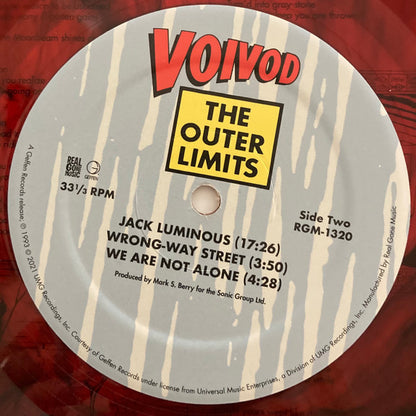 VOIVOD
THE
OUTER
LIMITS
REAL
GONE
MUSIC
GEFFEN
33 1/3 RPM
Side Two
RGM-1320
JACK LUMINOUS (17:26)
WRONG-WAY STREET (3:50)
WE ARE NOT ALONE (4:28)
Produced by Mark S. Berry for the Sonic Group Ltd.
A Geffen Records release; ℗ 1993 © 2021 UMG Recordings, Inc. Courtesy of Geffen Records under license from Universal Music Enterprises, a Division of UMG Recordings, Inc. Manufactured by Real Gone Music